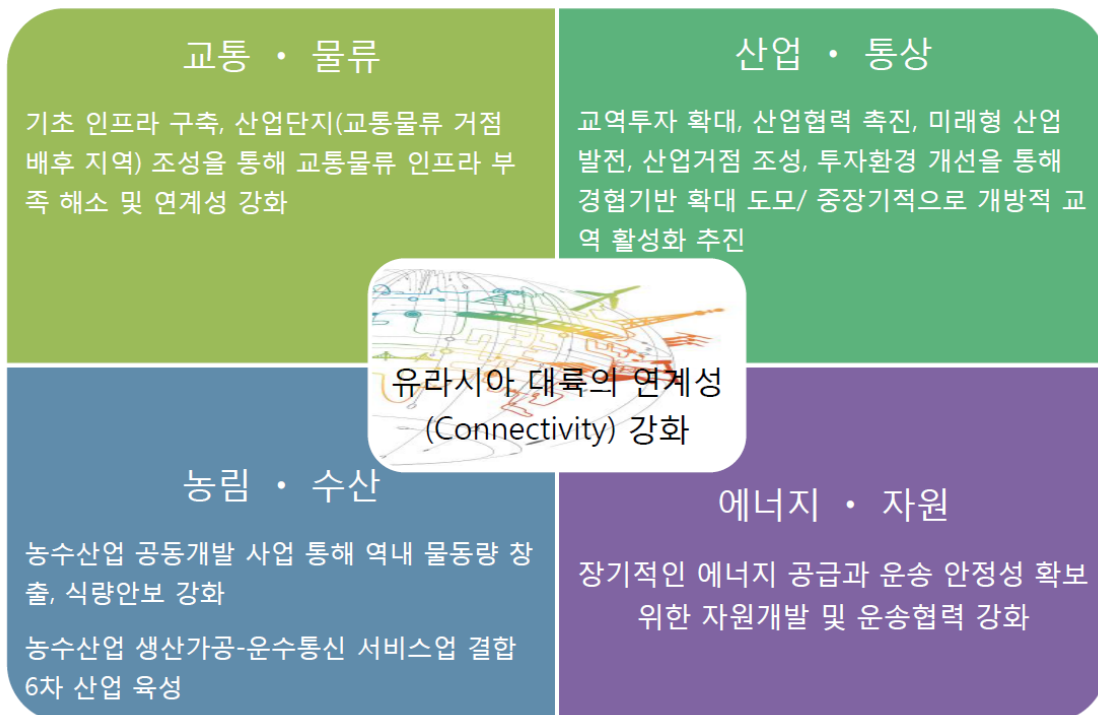 교통 • 물류
기초 인프라 구축, 산업단지(교통물류 거점
배후 지역) 조성을 통해 교통물류 인프라 부
족 해소 및 연계성 강화
산업 • 통상
교역투자 확대, 산업협력 촉진, 미래형 산업
발전, 산업거점 조성, 투자환경 개선을 통해
경협기반 확대 도모/ 중장기적으로 개방적 교
역 활성화 추진
유라시아 대륙의 연계성
(Connectivity) 강화
농림 • 수산
농수산업 공동개발 사업 통해 역내 물동량 창
출, 식량안보 강화
농수산업 생산가공-운수통신 서비스업 결합
6차 산업 육성
에너지 • 자원
장기적인 에너지 공급과 운송 안정성 확보
위한 자원개발 및 운송협력 강화